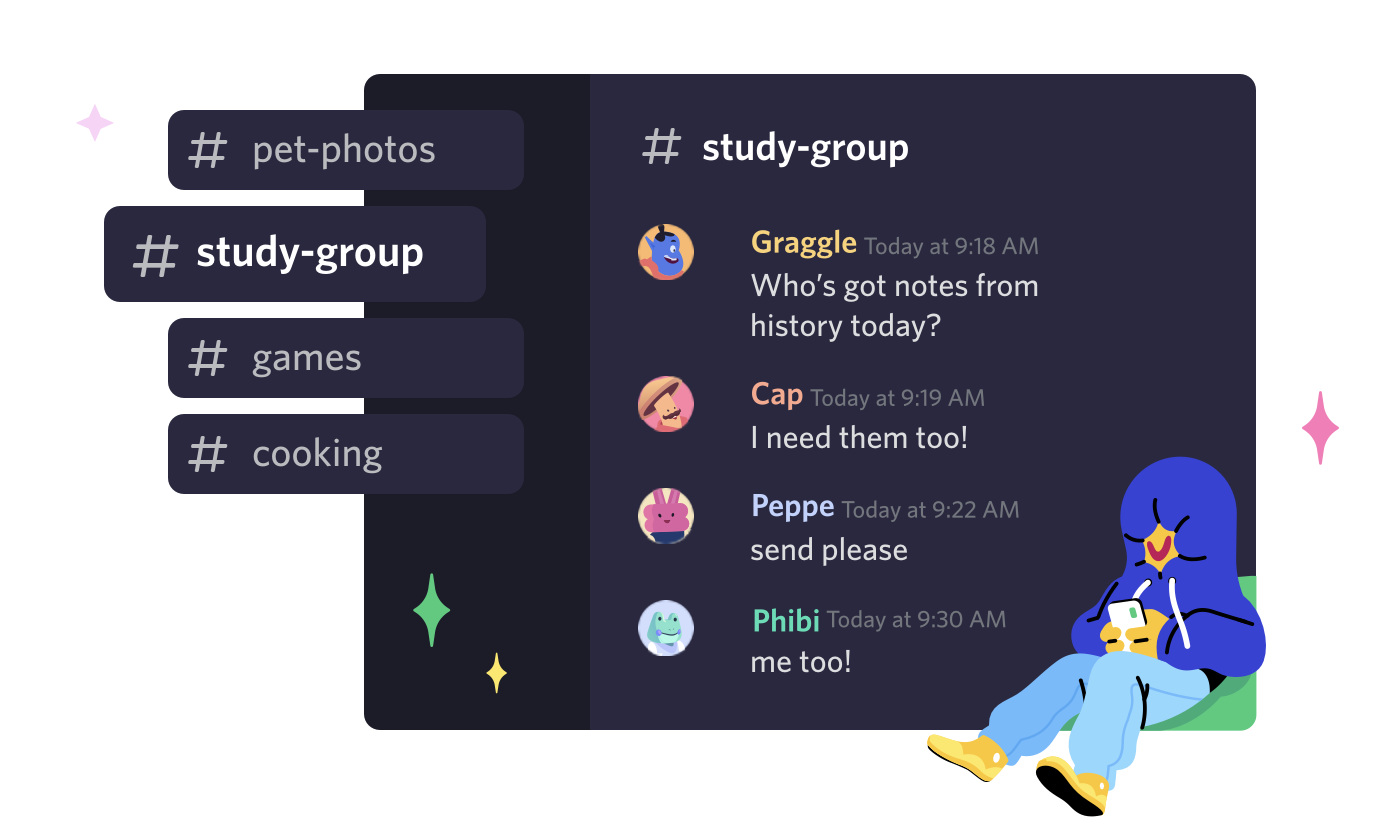 # pet-photos
# study-group
# games
# cooking
# study-group
Graggle Today at 9:18 AM
Who’s got notes from
history today?
Cap Today at 9:19 AM
I need them too!
Peppe Today at 9:22 AM
send please
Phibi Today at 9:30 AM
me too!